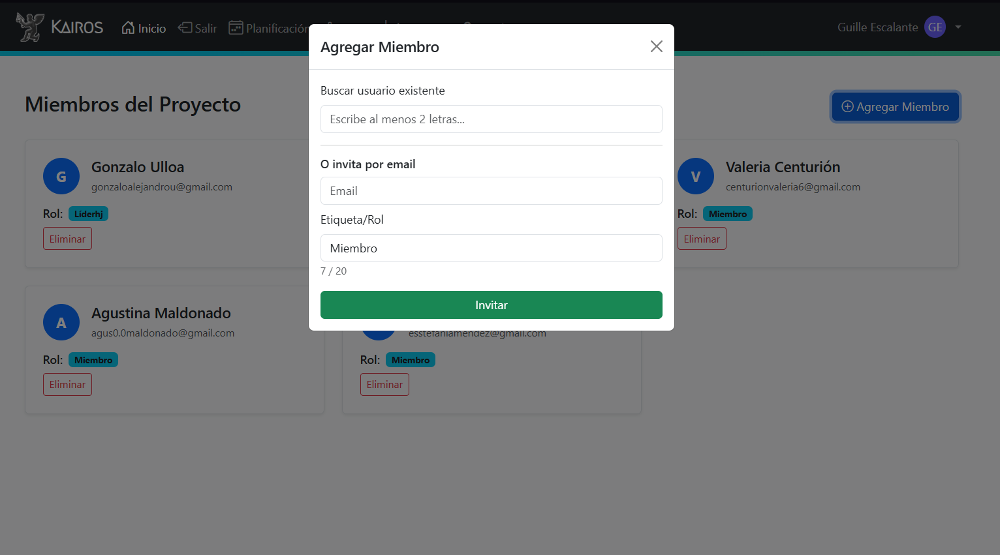 KAIROS Inicio Salir Planificación
Guille Escalante GE
Agregar Miembro
Buscar usuario existente
Escribe al menos 2 letras...
O invita por email
Email
Etiqueta/Rol
Miembro
7 / 20
Invitar
Miembros del Proyecto
Agregar Miembro
G
Gonzalo Ulloa
gonzaloalejandrou@gmail.com
Rol: Líderhj
Eliminar
V
Valeria Centurión
centurionvaleria6@gmail.com
Rol: Miembro
Eliminar
A
Agustina Maldonado
agus0.0maldonado@gmail.com
Rol: Miembro
Eliminar
esstefaniamendez@gmail.com
Rol: Miembro
Eliminar